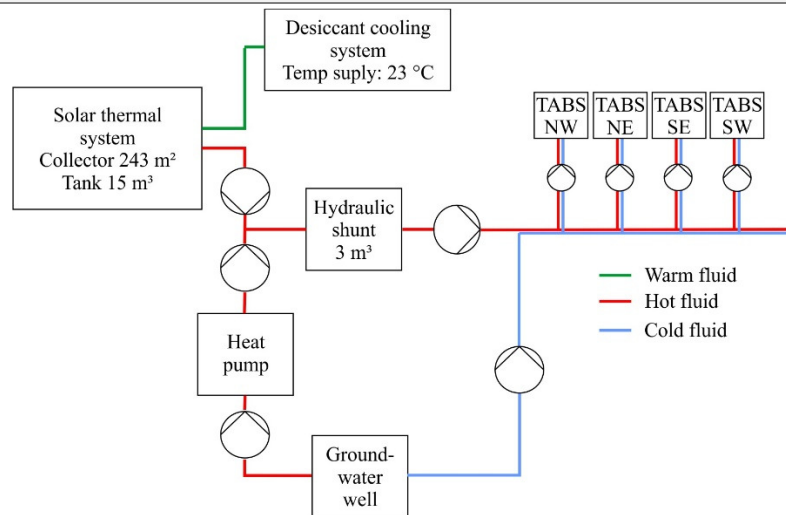 Desiccant cooling
system
Temp suply: 23 °C
Solar thermal
system
Collector 243 m²
Tank 15 m³
TABS
NW
TABS
NE
TABS
SE
TABS
SW
Hydraulic
shunt
3 m³
Warm fluid
Hot fluid
Cold fluid
Heat
pump
Ground-
water
well